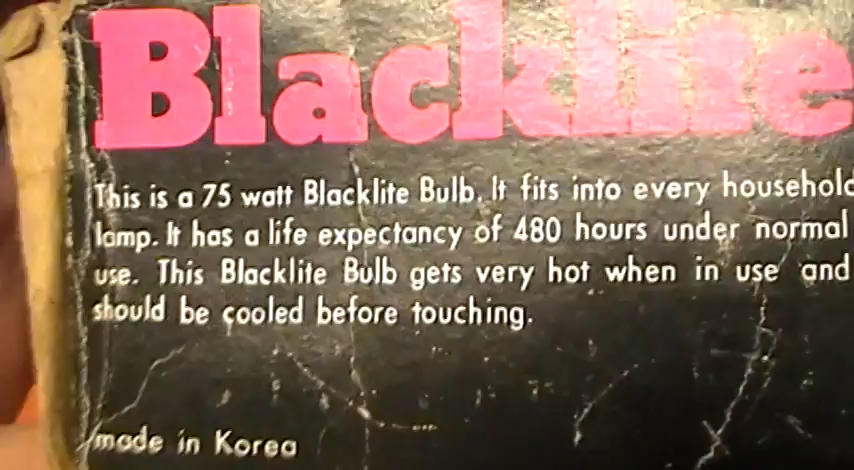 Blacklite
This is a 75 watt Blacklite Bulb. It fits into every household
lamp. It has a life expectancy of 480 hours under normal
use. This Blacklite Bulb gets very hot when in use and
should be cooled before touching.
made in Korea